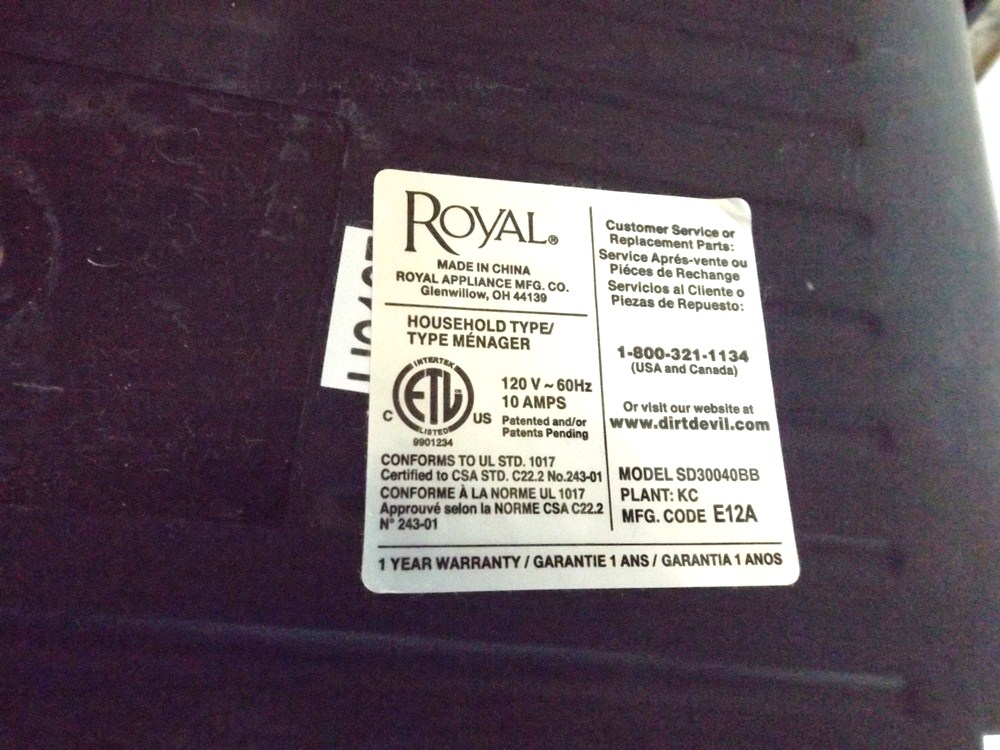 ROYAL®
MADE IN CHINA
ROYAL APPLIANCE MFG. CO.
Glenwillow, OH 44139
HOUSEHOLD TYPE/
TYPE MÉNAGER
INTERTEK
ETL
C US
LISTED
9901234
120 V ~ 60Hz
10 AMPS
Patented and/or
Patents Pending
CONFORMS TO UL STD. 1017
Certified to CSA STD. C22.2 No.243-01
CONFORME À LA NORME UL 1017
Approuvé selon la NORME CSA C22.2
N° 243-01
Customer Service or
Replacement Parts:
Service Aprés-vente ou
Piéces de Rechange
Servicios al Cliente o
Piezas de Repuesto:
1-800-321-1134
(USA and Canada)
Or visit our website at
www.dirtdevil.com
MODEL SD30040BB
PLANT: KC
MFG. CODE E12A
1 YEAR WARRANTY / GARANTIE 1 ANS / GARANTIA 1 ANOS